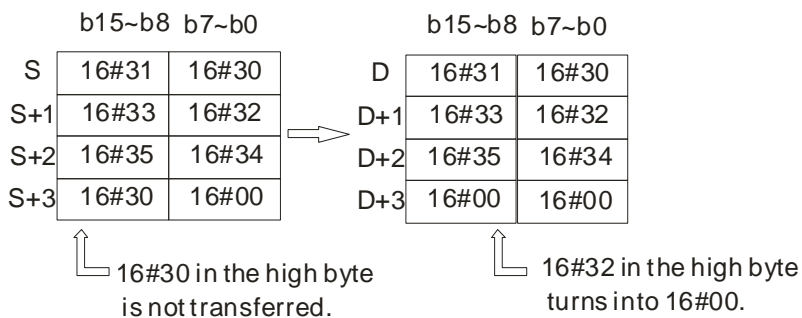 b15~b8 b7~b0 b15~b8 b7~b0
S 16#31 16#30 D 16#31 16#30
S+1 16#33 16#32 D+1 16#33 16#32
S+2 16#35 16#34 D+2 16#35 16#34
S+3 16#30 16#00 D+3 16#00 16#00
16#30 in the high byte
is not transferred.
16#32 in the high byte
turns into 16#00.